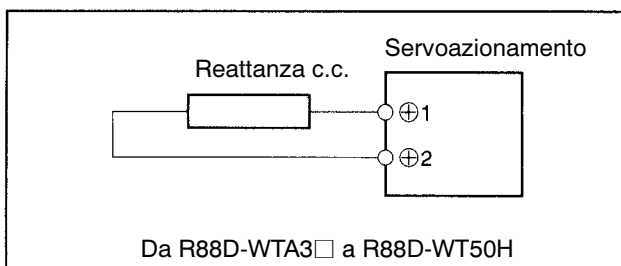 Servoazionamento
Reattanza c.c.
⊕1
⊕2
Da R88D-WTA3□ a R88D-WT50H